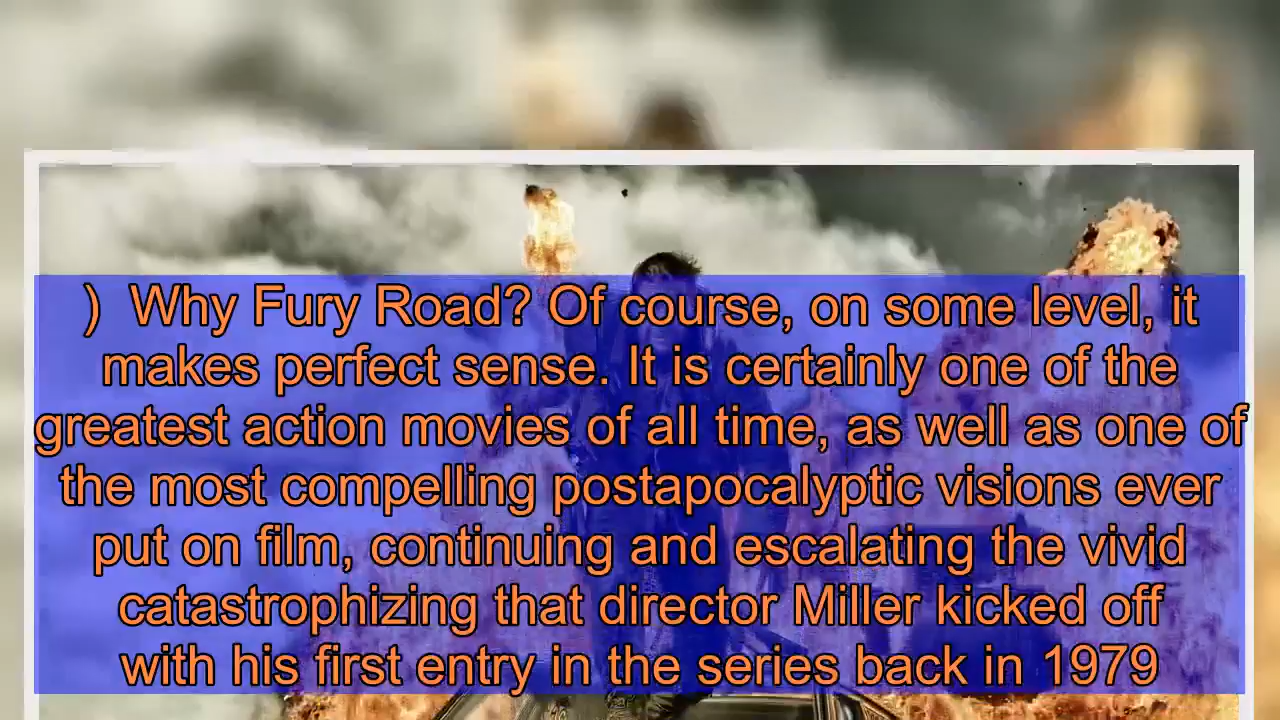 )  Why Fury Road? Of course, on some level, it
makes perfect sense. It is certainly one of the
greatest action movies of all time, as well as one of
the most compelling postapocalyptic visions ever
put on film, continuing and escalating the vivid
catastrophizing that director Miller kicked off
with his first entry in the series back in 1979